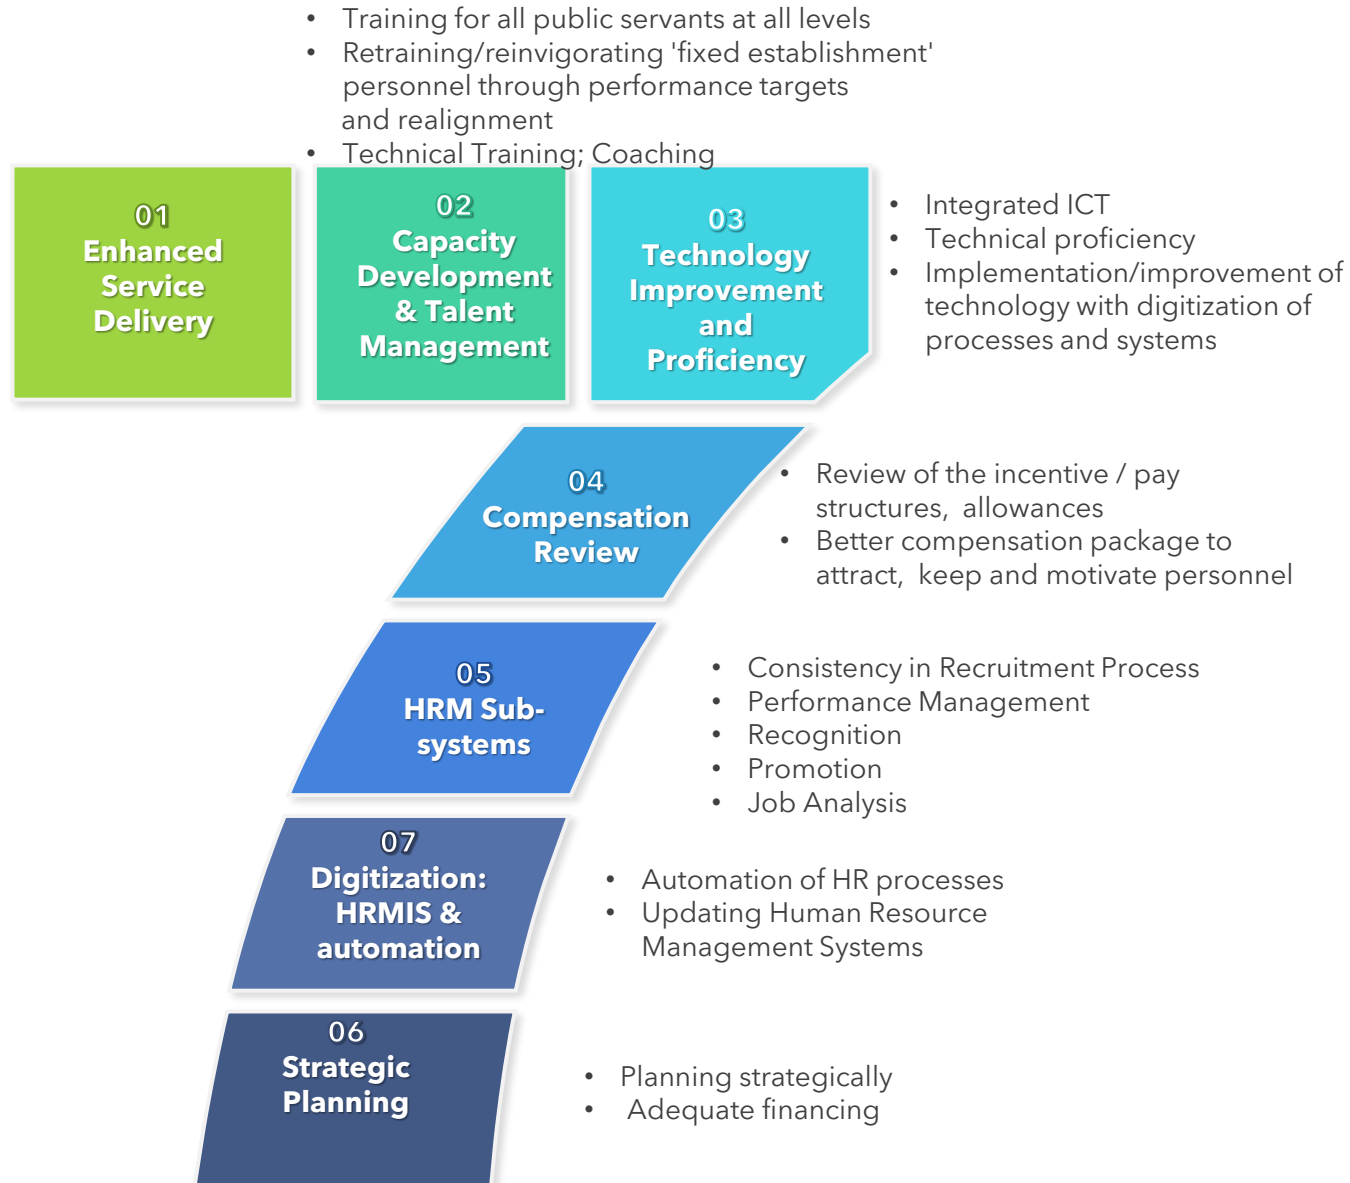 • Training for all public servants at all levels
• Retraining/reinvigorating 'fixed establishment'
personnel through performance targets
and realignment
• Technical Training; Coaching
01
Enhanced
Service
Delivery
02
Capacity
Development
& Talent
Management
03
Technology
Improvement
and
Proficiency
• Integrated ICT
• Technical proficiency
• Implementation/improvement of
technology with digitization of
processes and systems
04
Compensation
Review
• Review of the incentive / pay
structures, allowances
• Better compensation package to
attract, keep and motivate personnel
05
HRM Sub-
systems
• Consistency in Recruitment Process
• Performance Management
• Recognition
• Promotion
• Job Analysis
07
Digitization:
HRMIS &
automation
• Automation of HR processes
• Updating Human Resource
Management Systems
06
Strategic
Planning
• Planning strategically
• Adequate financing